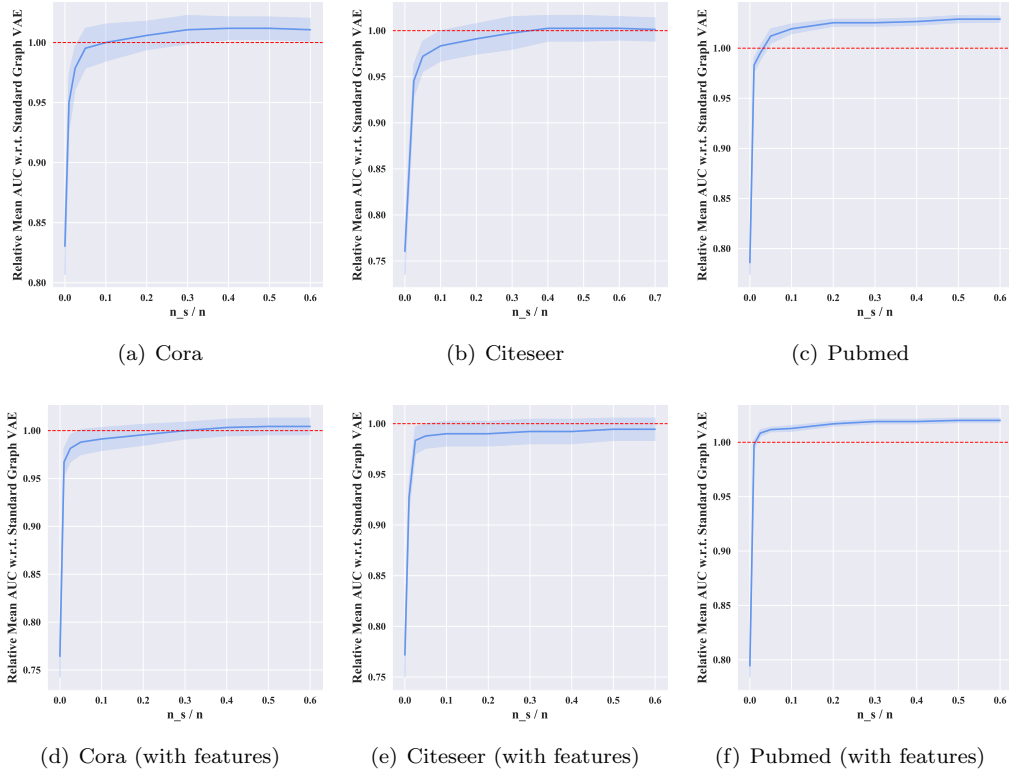 Relative Mean AUC w.r.t. Standard Graph VAE
1.00
0.95
0.90
0.85
0.80
0.0 0.1 0.2 0.3 0.4 0.5 0.6
n_s / n
(a) Cora
Relative Mean AUC w.r.t. Standard Graph VAE
1.00
0.95
0.90
0.85
0.80
0.75
0.0 0.1 0.2 0.3 0.4 0.5 0.6 0.7
n_s / n
(b) Citeseer
Relative Mean AUC w.r.t. Standard Graph VAE
1.00
0.95
0.90
0.85
0.80
0.0 0.1 0.2 0.3 0.4 0.5 0.6
n_s / n
(c) Pubmed
Relative Mean AUC w.r.t. Standard Graph VAE
1.00
0.95
0.90
0.85
0.80
0.75
0.0 0.1 0.2 0.3 0.4 0.5 0.6
n_s / n
(d) Cora (with features)
Relative Mean AUC w.r.t. Standard Graph VAE
1.00
0.95
0.90
0.85
0.80
0.75
0.0 0.1 0.2 0.3 0.4 0.5 0.6
n_s / n
(e) Citeseer (with features)
Relative Mean AUC w.r.t. Standard Graph VAE
1.00
0.95
0.90
0.85
0.80
0.0 0.1 0.2 0.3 0.4 0.5 0.6
n_s / n
(f) Pubmed (with features)